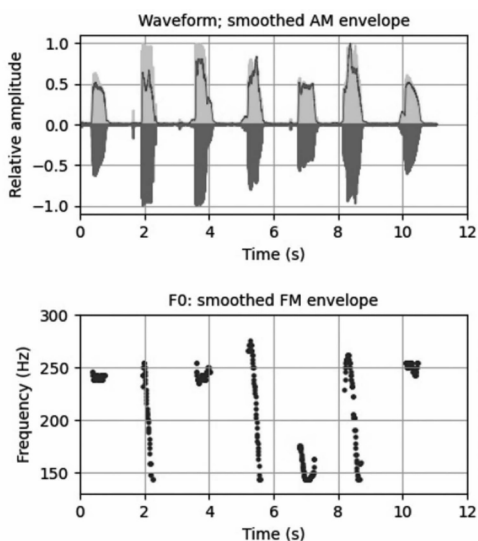 Waveform; smoothed AM envelope
Relative amplitude
1.0
0.5
0.0
−0.5
−1.0
0 2 4 6 8 10 12
Time (s)
F0: smoothed FM envelope
Frequency (Hz)
300
250
200
150
0 2 4 6 8 10 12
Time (s)